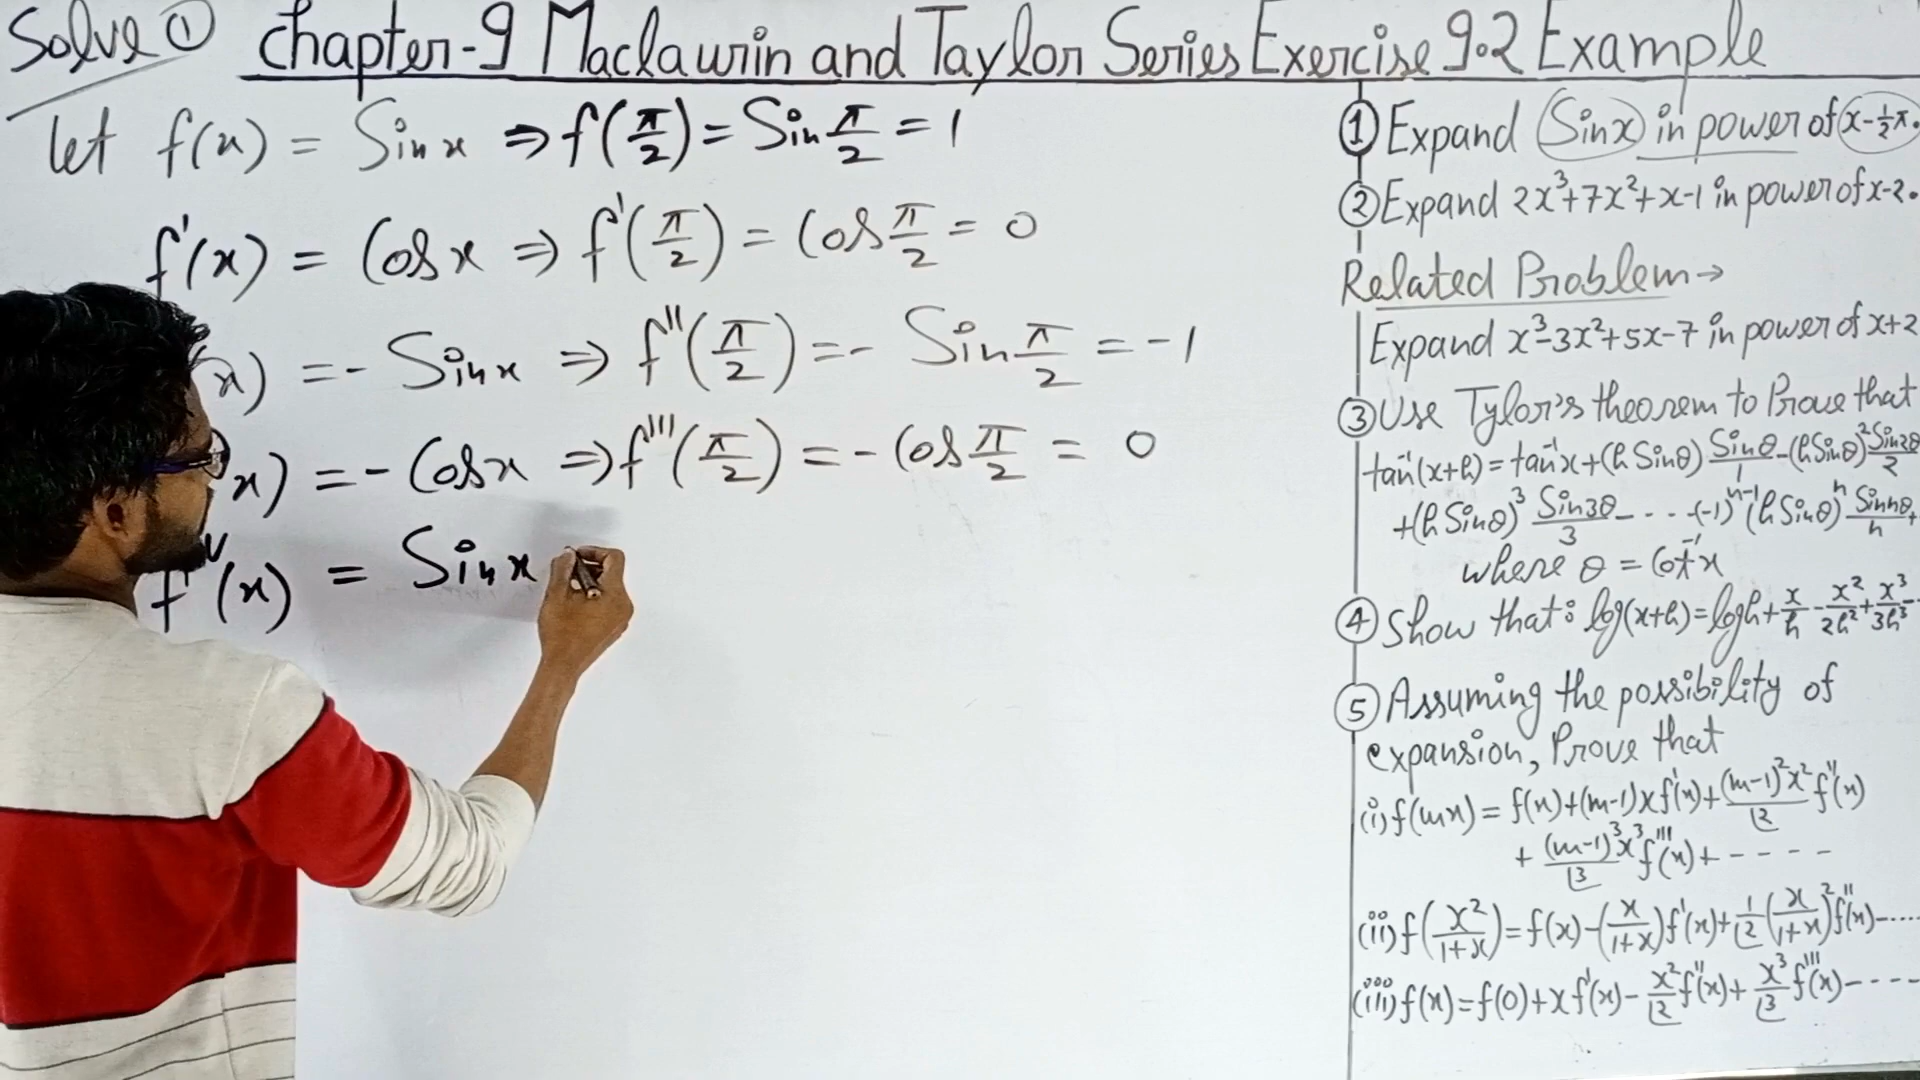 Solve ① Chapter-9 Maclaurin and Taylor Series Exercise 9.2 Example
let f(x) = Sin x ⇒ f(π/2) = Sin π/2 = 1
f'(x) = Cos x ⇒ f'(π/2) = Cos π/2 = 0
x) = - Sin x ⇒ f''(π/2) = - Sin π/2 = -1
x) = - Cos x ⇒ f'''(π/2) = - Cos π/2 = 0
(x) = Sin x
① Expand Sin x in power of x-½π.
② Expand 2x³+7x²+x-1 in power of x-2.
Related Problem→
Expand x³-3x²+5x-7 in power of x+2
③ Use Tylor's theorem to Prove that
tan⁻¹(x+h) = tan⁻¹x+(h Sinθ) Sinθ/1 -(h Sinθ)² Sin2θ/2
+(h Sinθ)³ Sin3θ/3 - . . . . (-1)ⁿ⁻¹(h Sinθ)ⁿ Sin nθ/n +
where θ = Cot⁻¹x
④ Show that: log(x+h)=log h+x/h - x²/2h² + x³/3h³ -
⑤ Assuming the possibility of
expansion, Prove that
(i) f(mx) = f(x)+(m-1)x f'(x)+(m-1)²x²/|2 f''(x)
+ (m-1)³x³/|3 f'''(x)+ - - - -
(ii) f(x²/1+x) = f(x)-(x/1+x)f'(x)+1/|2 (x/1+x)² f''(x)-....
(iii) f(x)=f(0)+x f'(x)- x²/|2 f''(x)+ x³/|3 f'''(x)- - - -